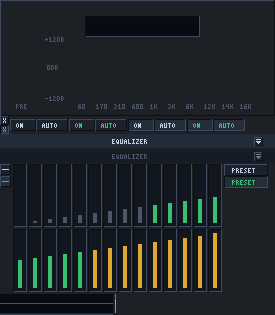 +12DB
0DB
-12DB
PRE 60 170 310 600 1K 3K 6K 12K 14K 16K
X ON AUTO ON AUTO ON AUTO ON AUTO
X
EQUALIZER
EQUALIZER
PRESET
PRESET